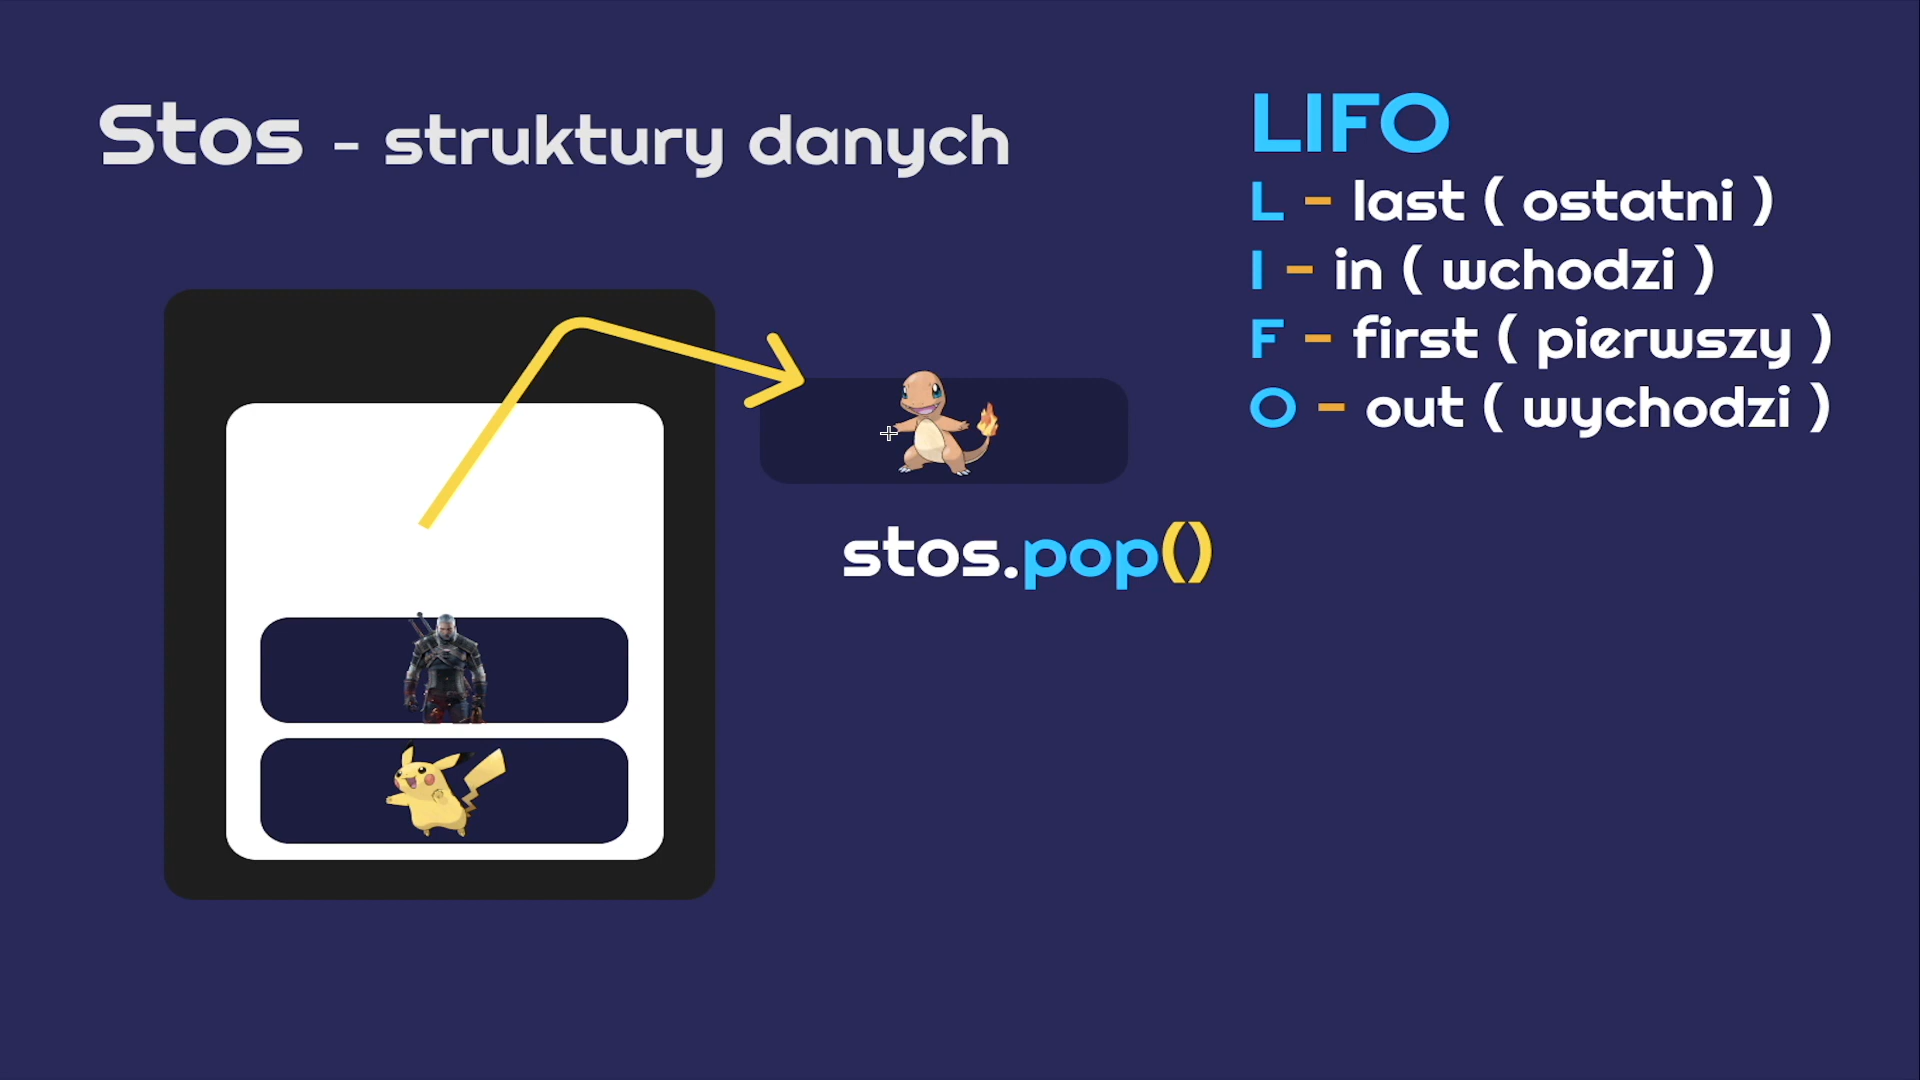 Stos - struktury danych
LIFO
L - last ( ostatni )
I - in ( wchodzi )
F - first ( pierwszy )
O - out ( wychodzi )
stos.pop()